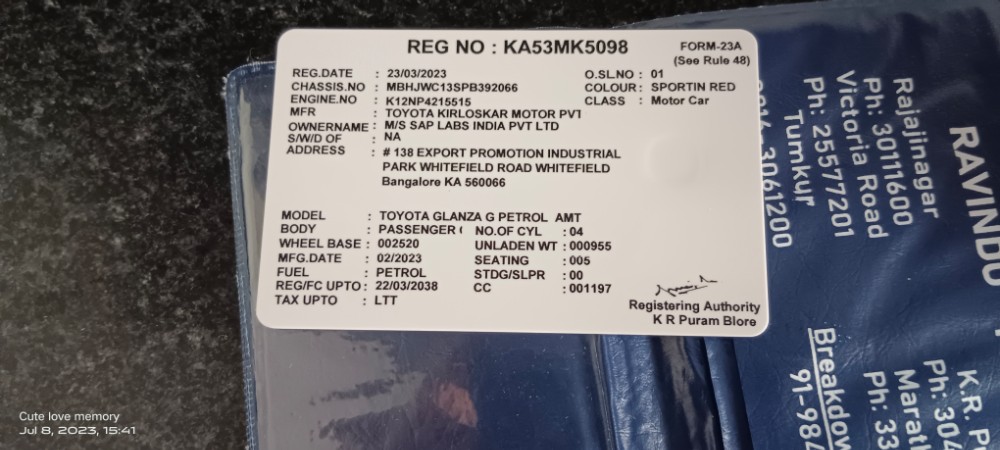 REG NO : KA53MK5098
FORM-23A
(See Rule 48)
REG.DATE : 23/03/2023 O.SL.NO : 01
CHASSIS.NO : MBHJWC13SPB392066 COLOUR : SPORTIN RED
ENGINE.NO : K12NP4215515 CLASS : Motor Car
MFR : TOYOTA KIRLOSKAR MOTOR PVT
OWNERNAME : M/S SAP LABS INDIA PVT LTD
S/W/D OF : NA
ADDRESS : # 138 EXPORT PROMOTION INDUSTRIAL
PARK WHITEFIELD ROAD WHITEFIELD
Bangalore KA 560066
MODEL : TOYOTA GLANZA G PETROL AMT
BODY : PASSENGER NO.OF CYL : 04
WHEEL BASE : 002520 UNLADEN WT : 000955
MFG.DATE : 02/2023 SEATING : 005
FUEL : PETROL STDG/SLPR : 00
REG/FC UPTO : 22/03/2038 CC : 001197
TAX UPTO : LTT
Registering Authority
K R Puram Blore
RAVINDU
Rajajinagar
Ph: 3011600
Victoria Road
Ph: 25577201
Tumkur
3061200
K.R.
Ph: 304
Marath
Ph: 33
Breakdow
91-984
Cute love memory
Jul 8, 2023, 15:41